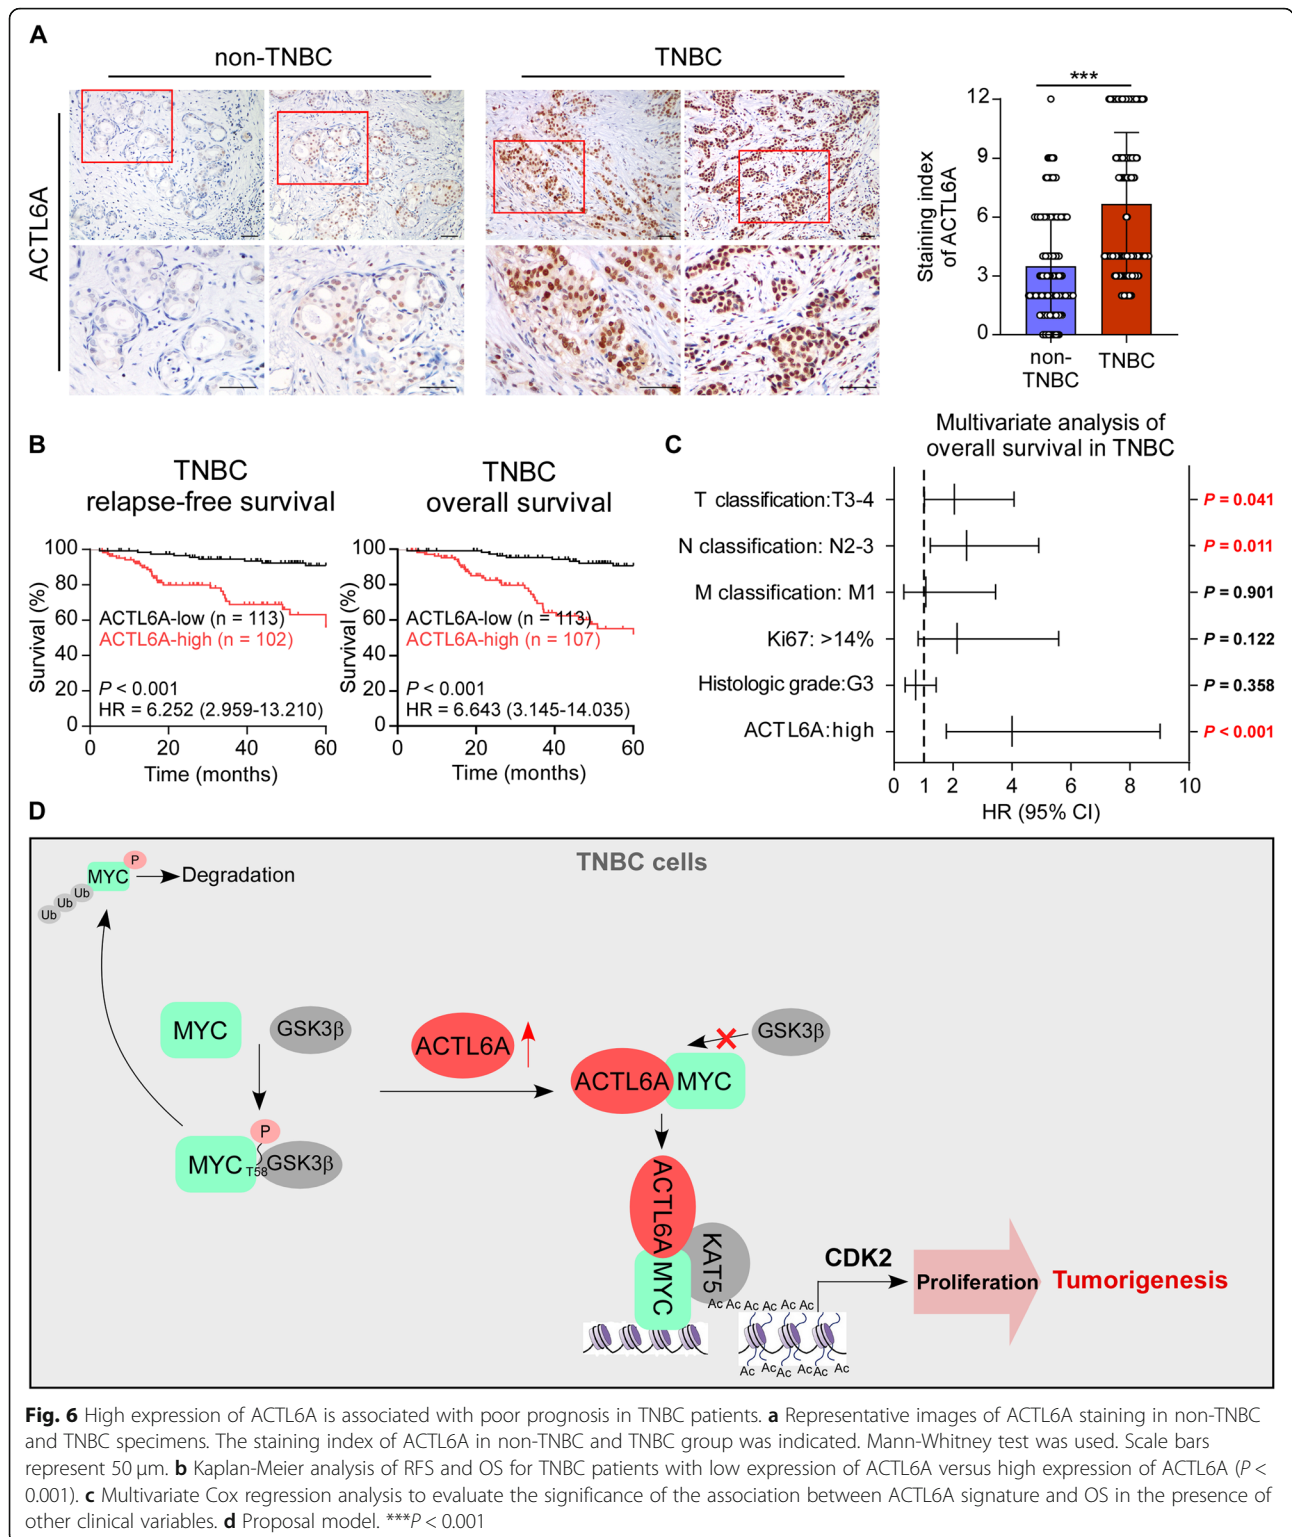 A
non-TNBC
TNBC
ACTL6A
***
Staining index
of ACTL6A
12
9
6
3
0
non-
TNBC
TNBC
B
TNBC
relapse-free survival
Survival (%)
100
80
60
40
20
0
ACTL6A-low (n = 113)
ACTL6A-high (n = 102)
P < 0.001
HR = 6.252 (2.959-13.210)
0 20 40 60
Time (months)
TNBC
overall survival
Survival (%)
100
80
60
40
20
0
ACTL6A-low (n = 113)
ACTL6A-high (n = 107)
P < 0.001
HR = 6.643 (3.145-14.035)
0 20 40 60
Time (months)
C
Multivariate analysis of
overall survival in TNBC
T classification:T3-4 P = 0.041
N classification: N2-3 P = 0.011
M classification: M1 P = 0.901
Ki67: >14% P = 0.122
Histologic grade:G3 P = 0.358
ACTL6A:high P < 0.001
0 1 2 4 6 8 10
HR (95% CI)
D
TNBC cells
P
MYC
Degradation
Ub
Ub
Ub
MYC
GSK3β
P
MYC
T58
GSK3β
ACTL6A
GSK3β
ACTL6A
MYC
ACTL6A
MYC
KAT5
Ac Ac Ac Ac Ac Ac
Ac Ac Ac Ac Ac
CDK2
Proliferation
Tumorigenesis
Fig. 6 High expression of ACTL6A is associated with poor prognosis in TNBC patients. a Representative images of ACTL6A staining in non-TNBC
and TNBC specimens. The staining index of ACTL6A in non-TNBC and TNBC group was indicated. Mann-Whitney test was used. Scale bars
represent 50 μm. b Kaplan-Meier analysis of RFS and OS for TNBC patients with low expression of ACTL6A versus high expression of ACTL6A (P <
0.001). c Multivariate Cox regression analysis to evaluate the significance of the association between ACTL6A signature and OS in the presence of
other clinical variables. d Proposal model. ***P < 0.001